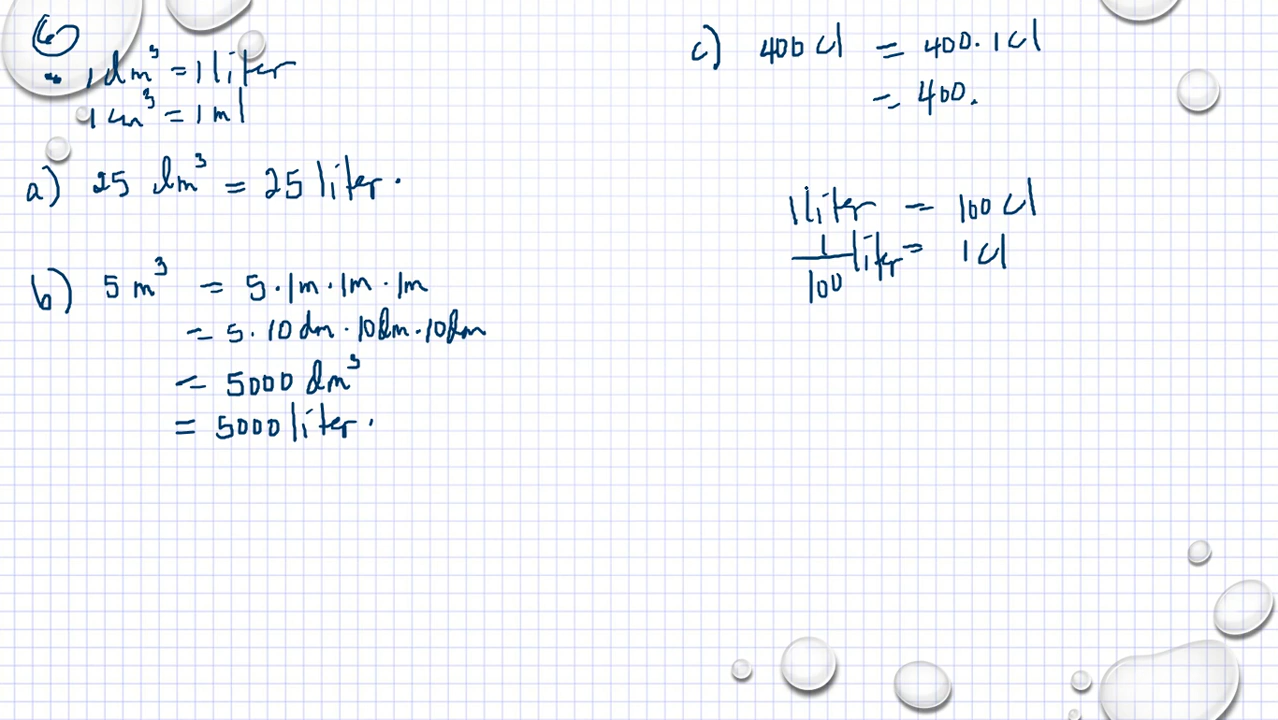 6
1 dm³ = 1 liter
1 cm³ = 1 ml
a) 25 dm³ = 25 liter.
b) 5 m³ = 5 · 1m · 1m · 1m
= 5 · 10 dm · 10 dm · 10 dm
= 5000 dm³
= 5000 liter.
c) 400 cl = 400 · 1 cl
= 400 .
1 liter = 100 cl
1/100 liter = 1 cl